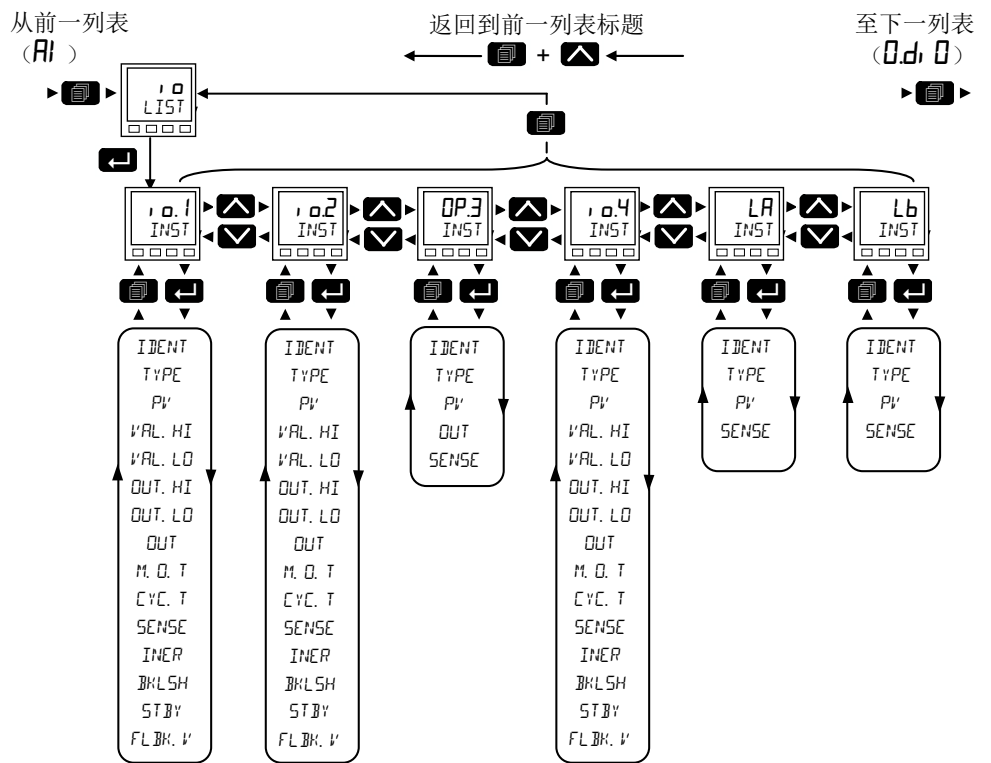 从前一列表
（AI）
返回到前一列表标题
+
至下一列表
（O.di O）
io
LIST
io.1
INST
io.2
INST
OP.3
INST
io.4
INST
LA
INST
Lb
INST
IDENT
TYPE
PV
VAL. HI
VAL. LO
OUT. HI
OUT. LO
OUT
M. O. T
CYC. T
SENSE
INER
BKLSH
STBY
FLBK. V
IDENT
TYPE
PV
VAL. HI
VAL. LO
OUT. HI
OUT. LO
OUT
M. O. T
CYC. T
SENSE
INER
BKLSH
STBY
FLBK. V
IDENT
TYPE
PV
OUT
SENSE
IDENT
TYPE
PV
VAL. HI
VAL. LO
OUT. HI
OUT. LO
OUT
M. O. T
CYC. T
SENSE
INER
BKLSH
STBY
FLBK. V
IDENT
TYPE
PV
SENSE
IDENT
TYPE
PV
SENSE